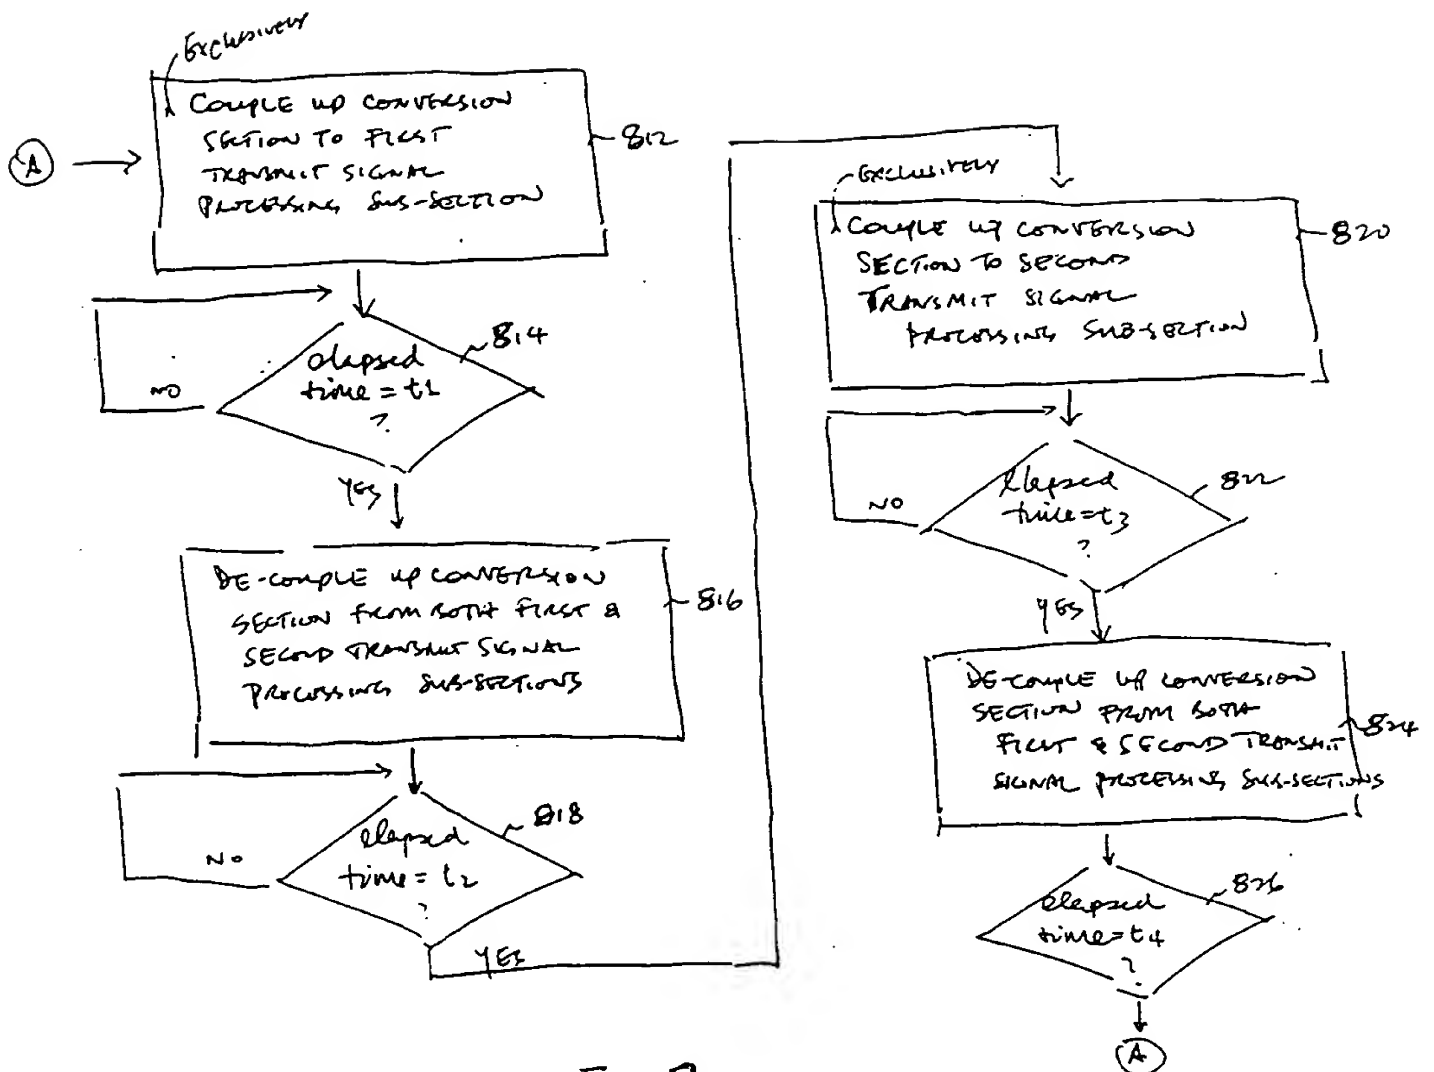 EXCLUSIVELY
COUPLE UP CONVERSION
SECTION TO FIRST
TRANSMIT SIGNAL
PROCESSING SUB-SECTION
812
A
elapsed
time = t1
?
814
NO
YES
DE-COUPLE UP CONVERSION
SECTION FROM BOTH FIRST &
SECOND TRANSMIT SIGNAL
PROCESSING SUB-SECTIONS
816
elapsed
time = t2
?
818
NO
YES
EXCLUSIVELY
COUPLE UP CONVERSION
SECTION TO SECOND
TRANSMIT SIGNAL
PROCESSING SUB-SECTION
820
elapsed
time = t3
?
822
NO
YES
DE-COUPLE UP CONVERSION
SECTION FROM BOTH
FIRST & SECOND TRANSMIT
SIGNAL PROCESSING SUB-SECTIONS
824
elapsed
time = t4
?
826
A